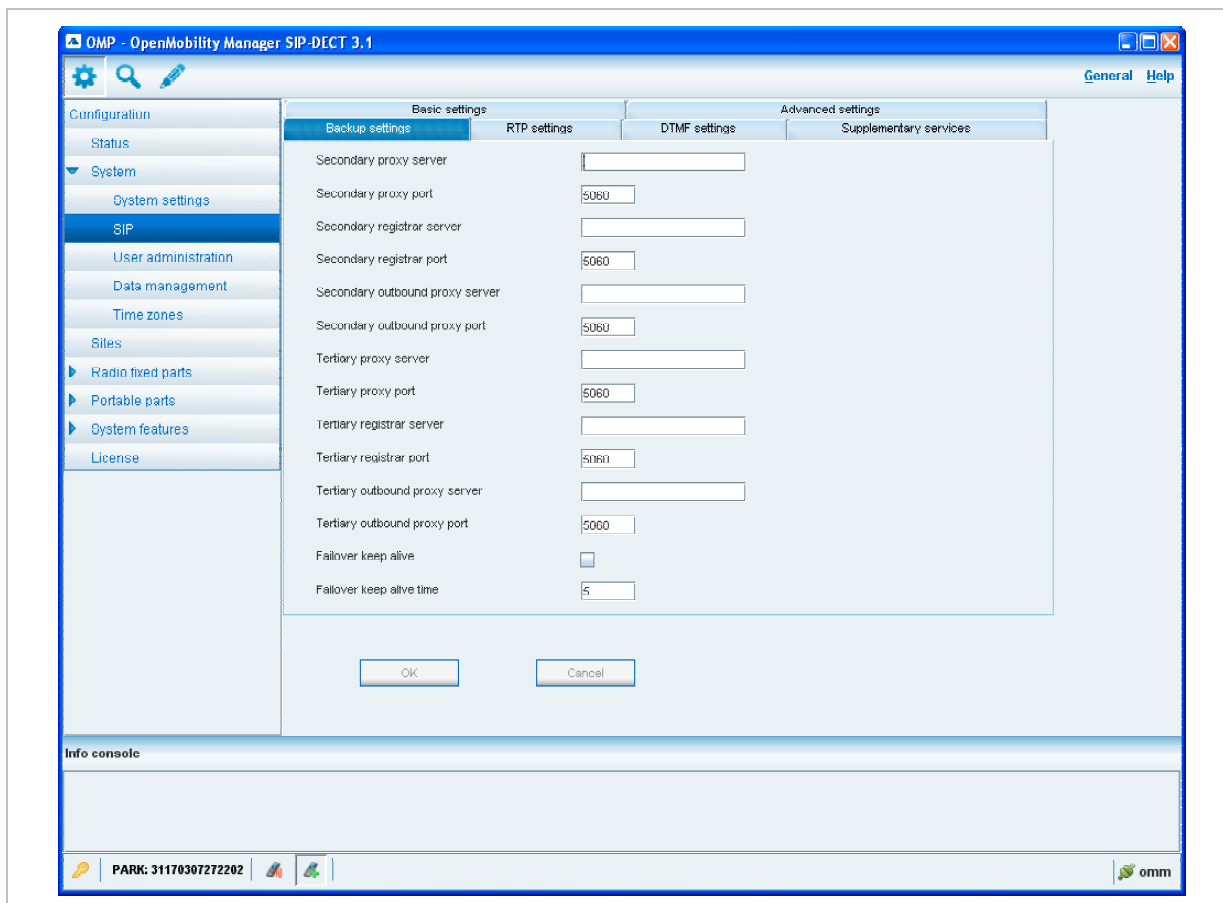 OMP - OpenMobility Manager SIP-DECT 3.1
General Help
Configuration
Status
System
System settings
SIP
User administration
Data management
Time zones
Sites
Radio fixed parts
Portable parts
System features
License
Basic settings
Advanced settings
Backup settings
RTP settings
DTMF settings
Supplementary services
Secondary proxy server
Secondary proxy port 5060
Secondary registrar server
Secondary registrar port 5060
Secondary outbound proxy server
Secondary outbound proxy port 5060
Tertiary proxy server
Tertiary proxy port 5060
Tertiary registrar server
Tertiary registrar port 5060
Tertiary outbound proxy server
Tertiary outbound proxy port 5060
Failover keep alive
Failover keep alive time 5
OK
Cancel
Info console
PARK: 31170307272202
omm